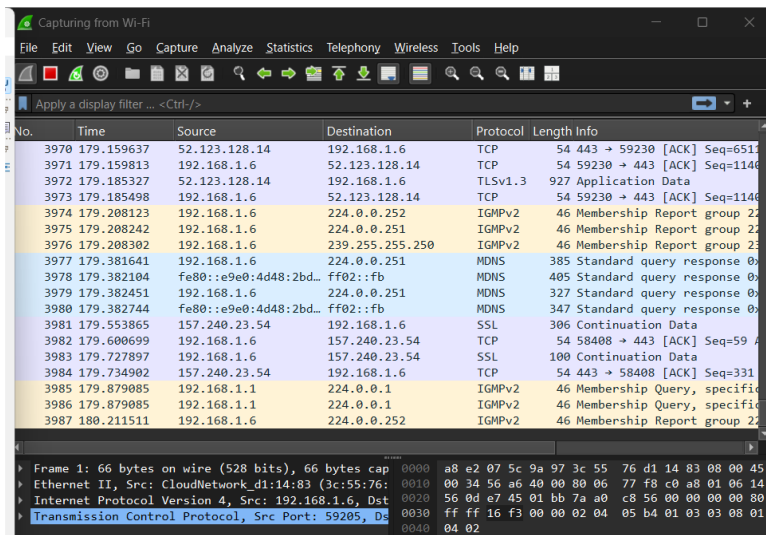 Capturing from Wi-Fi
File Edit View Go Capture Analyze Statistics Telephony Wireless Tools Help
Apply a display filter ... <Ctrl-/>
No. Time Source Destination Protocol Length Info
3970 179.159637 52.123.128.14 192.168.1.6 TCP 54 443 → 59230 [ACK] Seq=6511
3971 179.159813 192.168.1.6 52.123.128.14 TCP 54 59230 → 443 [ACK] Seq=1140
3972 179.185327 52.123.128.14 192.168.1.6 TLSv1.3 927 Application Data
3973 179.185498 192.168.1.6 52.123.128.14 TCP 54 59230 → 443 [ACK] Seq=1140
3974 179.208123 192.168.1.6 224.0.0.252 IGMPv2 46 Membership Report group 22
3975 179.208242 192.168.1.6 224.0.0.251 IGMPv2 46 Membership Report group 22
3976 179.208302 192.168.1.6 239.255.255.250 IGMPv2 46 Membership Report group 23
3977 179.381641 192.168.1.6 224.0.0.251 MDNS 385 Standard query response 0x
3978 179.382104 fe80::e9e0:4d48:2bd… ff02::fb MDNS 405 Standard query response 0x
3979 179.382451 192.168.1.6 224.0.0.251 MDNS 327 Standard query response 0x
3980 179.382744 fe80::e9e0:4d48:2bd… ff02::fb MDNS 347 Standard query response 0x
3981 179.553865 157.240.23.54 192.168.1.6 SSL 306 Continuation Data
3982 179.600699 192.168.1.6 157.240.23.54 TCP 54 58408 → 443 [ACK] Seq=59 A
3983 179.727897 192.168.1.6 157.240.23.54 SSL 100 Continuation Data
3984 179.734902 157.240.23.54 192.168.1.6 TCP 54 443 → 58408 [ACK] Seq=331
3985 179.879085 192.168.1.1 224.0.0.1 IGMPv2 46 Membership Query, specific
3986 179.879085 192.168.1.1 224.0.0.1 IGMPv2 46 Membership Query, specific
3987 180.211511 192.168.1.6 224.0.0.252 IGMPv2 46 Membership Report group 22
Frame 1: 66 bytes on wire (528 bits), 66 bytes cap
Ethernet II, Src: CloudNetwork_d1:14:83 (3c:55:76:
Internet Protocol Version 4, Src: 192.168.1.6, Dst
Transmission Control Protocol, Src Port: 59205, Ds
0000 a8 e2 07 5c 9a 97 3c 55 76 d1 14 83 08 00 45
0010 00 34 56 a6 40 00 80 06 77 f8 c0 a8 01 06 14
0020 56 0d e7 45 01 bb 7a a0 c8 56 00 00 00 00 80
0030 ff ff 16 f3 00 00 02 04 05 b4 01 03 03 08 01
0040 04 02